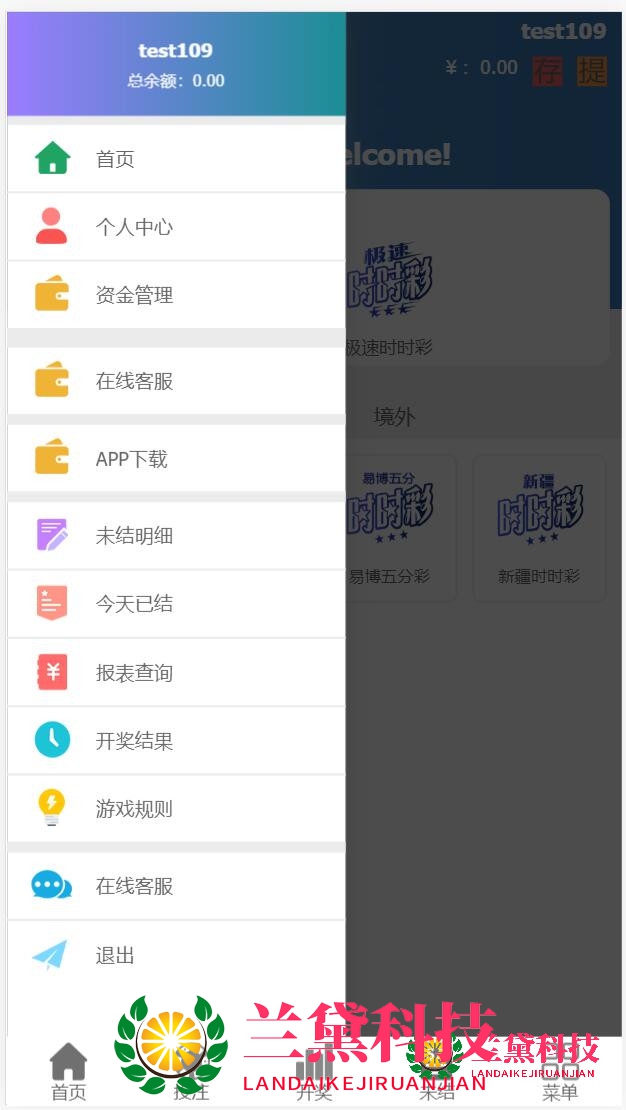 test109
总余额：0.00
首页
个人中心
资金管理
在线客服
APP下载
未结明细
今天已结
报表查询
开奖结果
游戏规则
在线客服
退出
test109
¥：0.00 存 提
elcome!
极速
时时彩
极速时时彩
境外
易博五分
时时彩
易博五分彩
新疆
时时彩
新疆时时彩
首页 投注 开奖 未结 菜单
兰黛科技
LANDAIKEJIRUANJIAN
兰黛科技
LANDAIKEJIRUANJIAN